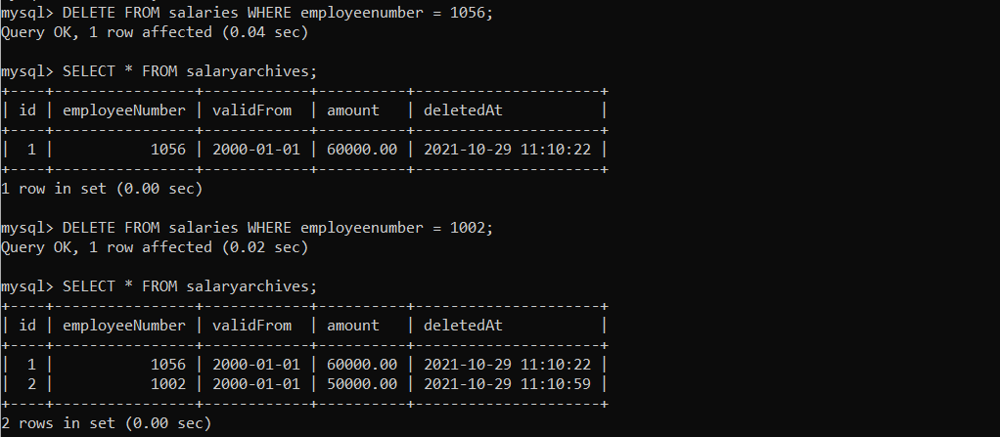 mysql> DELETE FROM salaries WHERE employeenumber = 1056;
Query OK, 1 row affected (0.04 sec)

mysql> SELECT * FROM salaryarchives;
+----+----------------+------------+----------+---------------------+
| id | employeeNumber | validFrom  | amount   | deletedAt           |
+----+----------------+------------+----------+---------------------+
|  1 |           1056 | 2000-01-01 | 60000.00 | 2021-10-29 11:10:22 |
+----+----------------+------------+----------+---------------------+
1 row in set (0.00 sec)

mysql> DELETE FROM salaries WHERE employeenumber = 1002;
Query OK, 1 row affected (0.02 sec)

mysql> SELECT * FROM salaryarchives;
+----+----------------+------------+----------+---------------------+
| id | employeeNumber | validFrom  | amount   | deletedAt           |
+----+----------------+------------+----------+---------------------+
|  1 |           1056 | 2000-01-01 | 60000.00 | 2021-10-29 11:10:22 |
|  2 |           1002 | 2000-01-01 | 50000.00 | 2021-10-29 11:10:59 |
+----+----------------+------------+----------+---------------------+
2 rows in set (0.00 sec)